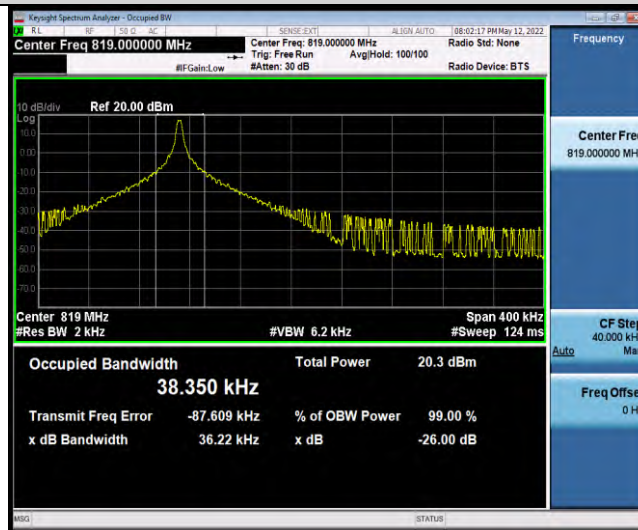 Keysight Spectrum Analyzer - Occupied BW
RL RF 50 Ω AC SENSE:EXT ALIGN AUTO 08:02:17 PM May 12, 2022
Center Freq 819.000000 MHz
Center Freq: 819.000000 MHz Radio Std: None
Trig: Free Run Avg|Hold: 100/100
#IFGain:Low #Atten: 30 dB Radio Device: BTS
Frequency
10 dB/div Ref 20.00 dBm
Log
10.0
0.00
-10.0
-20.0
-30.0
-40.0
-50.0
-60.0
-70.0
Center 819 MHz Span 400 kHz
#Res BW 2 kHz #VBW 6.2 kHz #Sweep 124 ms
Occupied Bandwidth Total Power 20.3 dBm
38.350 kHz
Transmit Freq Error -87.609 kHz % of OBW Power 99.00 %
x dB Bandwidth 36.22 kHz x dB -26.00 dB
Center Fre
819.000000 MH
CF Step
40.000 kH
Auto Ma
Freq Offse
0 H
MSG STATUS